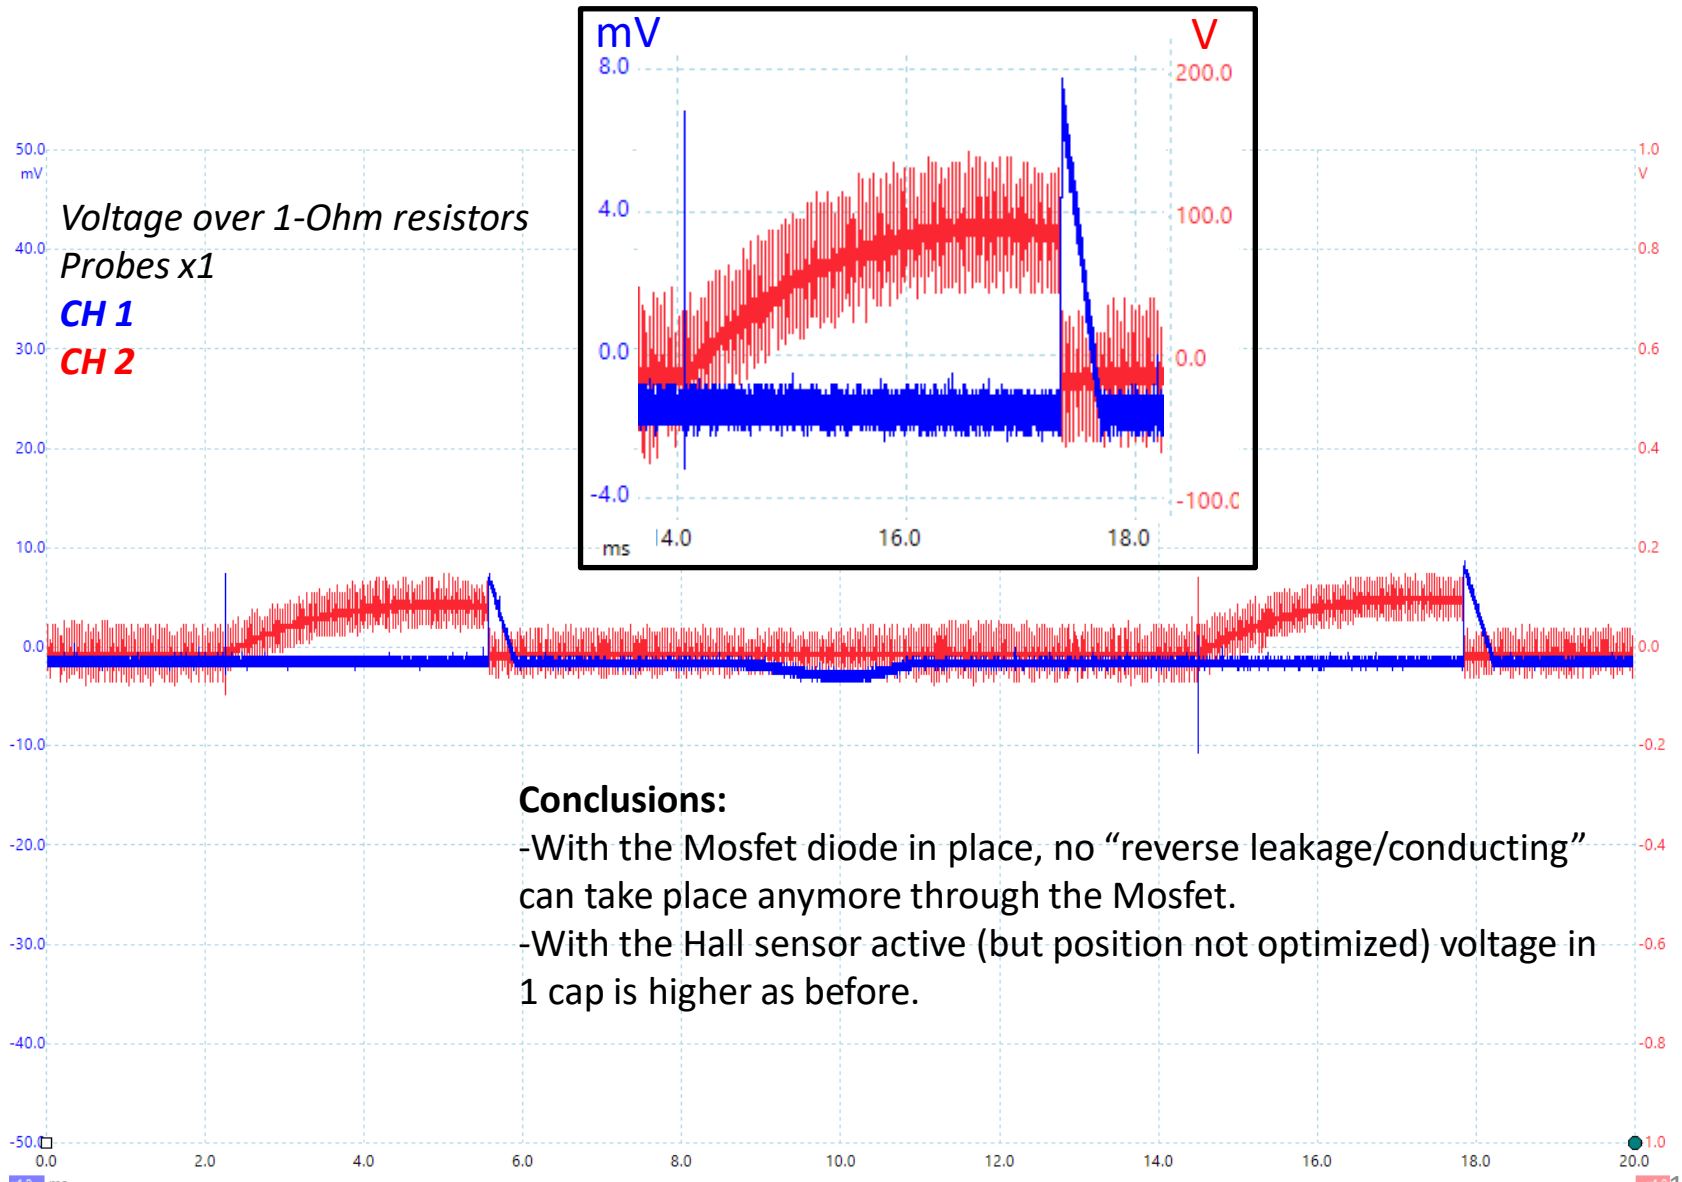 mV V
8.0 200.0
4.0 100.0
0.0 0.0
-4.0 -100.0
ms 14.0 16.0 18.0
50.0 1.0
mV V
Voltage over 1-Ohm resistors
40.0 0.8
Probes x1
CH 1
30.0 0.6
CH 2
20.0 0.4
10.0 0.2
0.0 0.0
-10.0 -0.2
Conclusions:
-20.0 -0.4
-With the Mosfet diode in place, no “reverse leakage/conducting”
can take place anymore through the Mosfet.
-30.0 -0.6
-With the Hall sensor active (but position not optimized) voltage in
1 cap is higher as before.
-40.0 -0.8
-50.0 1.0
0.0 2.0 4.0 6.0 8.0 10.0 12.0 14.0 16.0 18.0 20.0